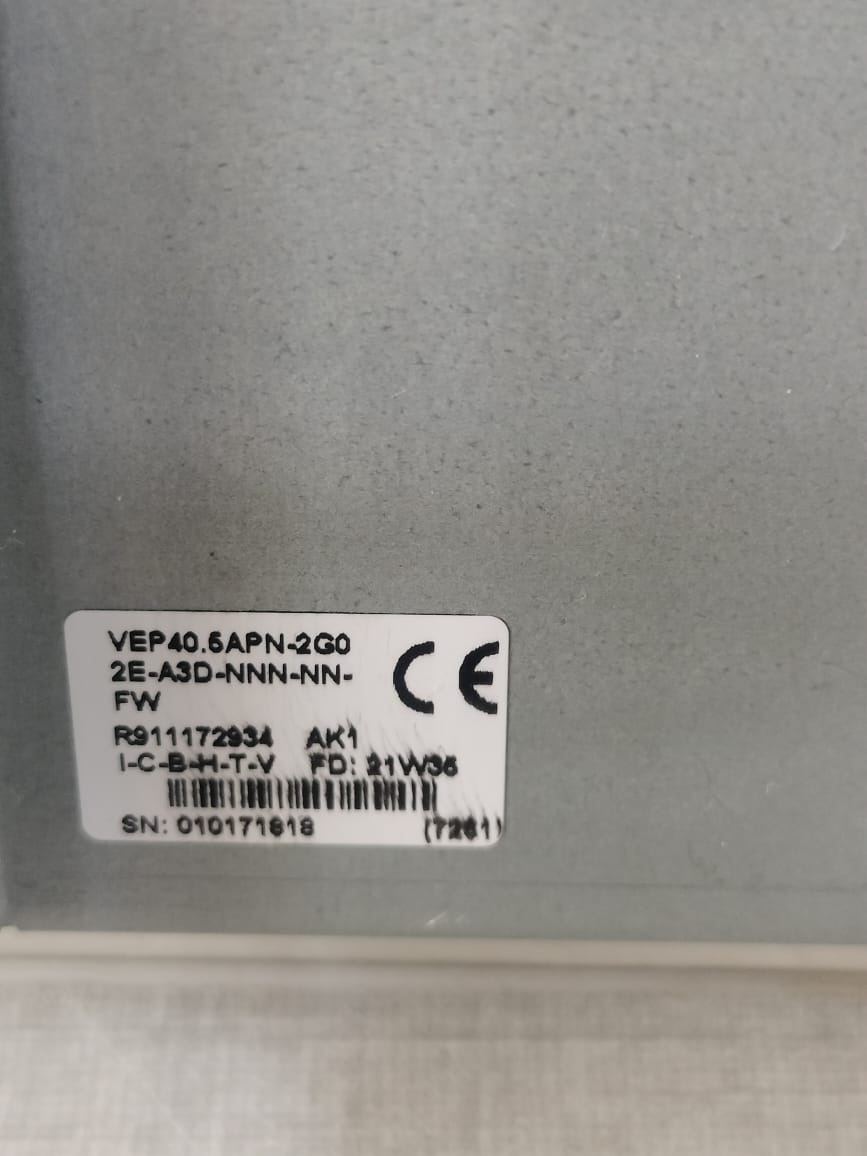 VEP40.5APN-2G0
2E-A3D-NNN-NN-
FW
CE
R911172934 AK1
I-C-B-H-T-V FD: 21W36
SN: 010171618
(7261)